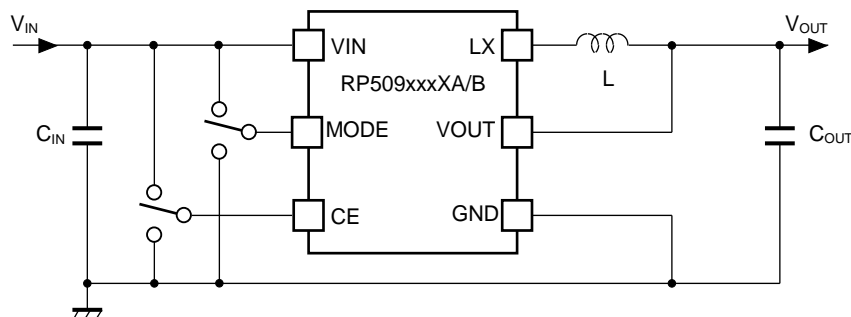 VIN VOUT
VIN LX
RP509xxxXA/B
L
CIN MODE VOUT COUT
CE GND